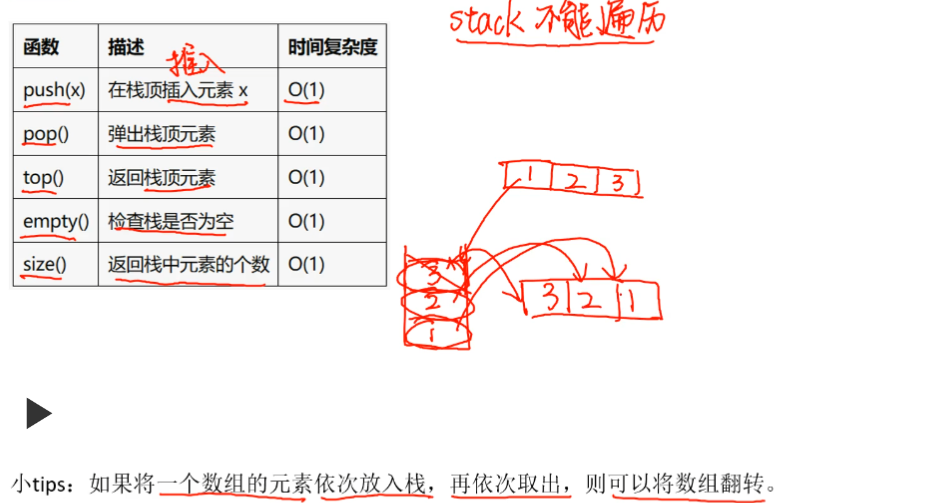 stack 不能遍历
函数 描述 时间复杂度
推入
push(x) 在栈顶插入元素 x O(1)
pop() 弹出栈顶元素 O(1)
top() 返回栈顶元素 O(1)
empty() 检查栈是否为空 O(1)
size() 返回栈中元素的个数 O(1)
1 2 3
3
2
1
3 2 1
小tips：如果将一个数组的元素依次放入栈，再依次取出，则可以将数组翻转。